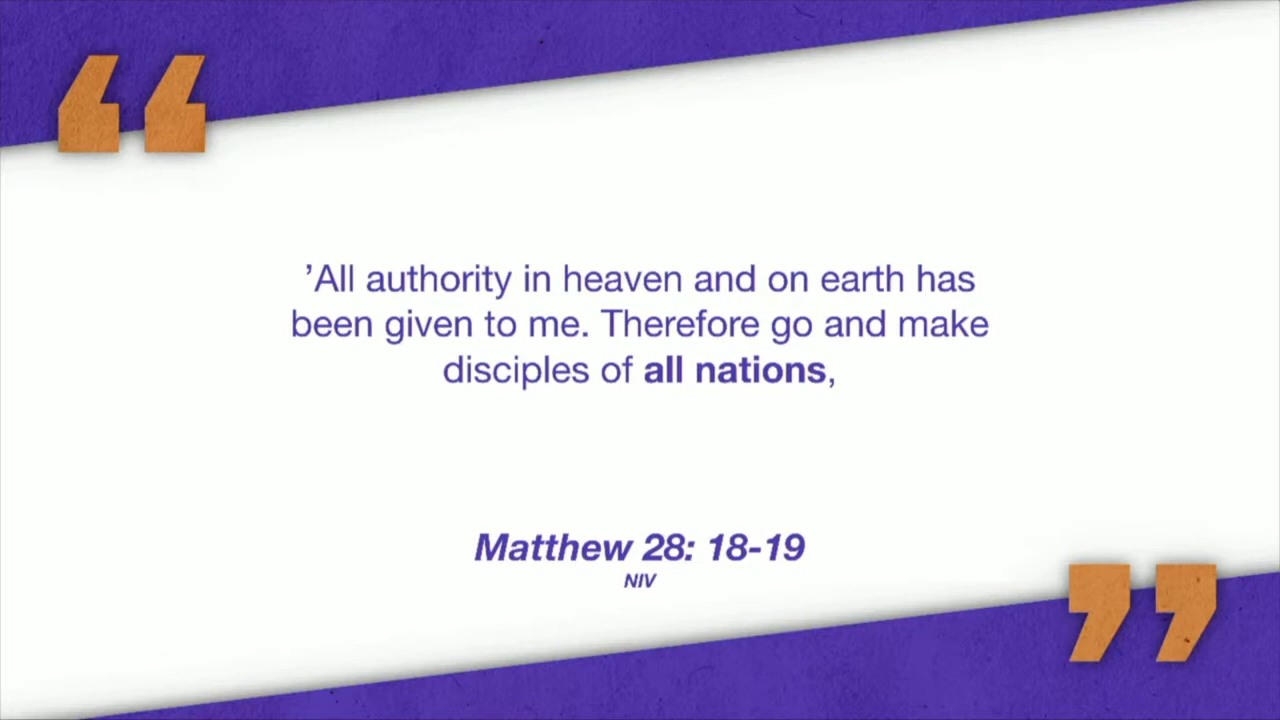 ’All authority in heaven and on earth has
been given to me. Therefore go and make
disciples of all nations,
Matthew 28: 18-19
NIV